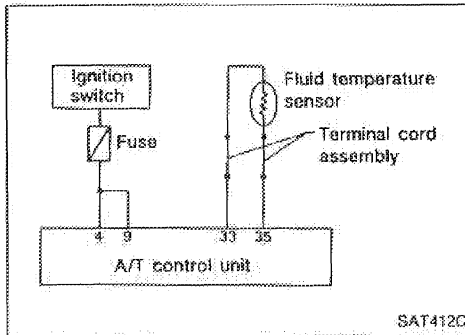 Ignition
switch
Fluid temperature
sensor
Fuse
Terminal cord
assembly
4 9 33 35
A/T control unit
SAT412C